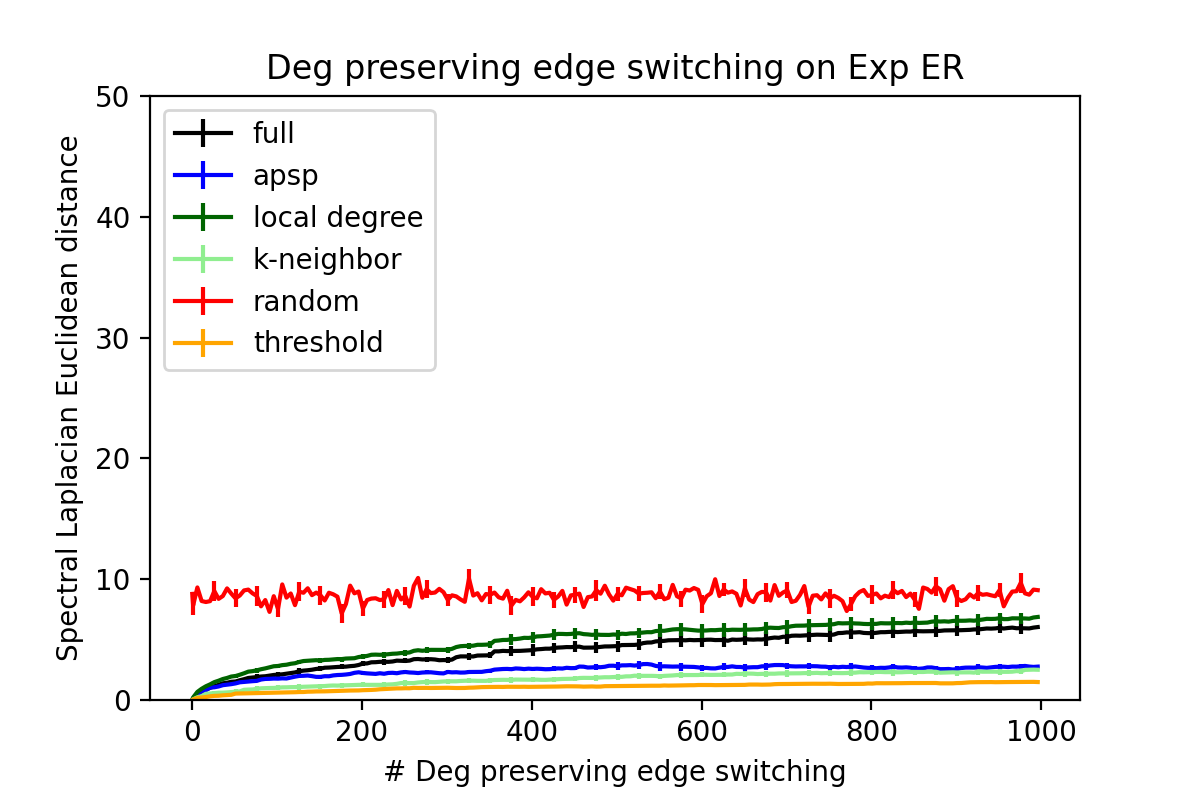 Deg preserving edge switching on Exp ER
Spectral Laplacian Euclidean distance
50
40
30
20
10
0
full
apsp
local degree
k-neighbor
random
threshold
0 200 400 600 800 1000
# Deg preserving edge switching